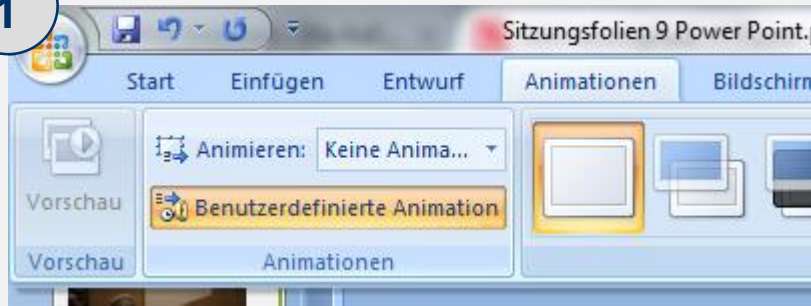 1
Sitzungsfolien 9 Power Point.
Start Einfügen Entwurf Animationen Bildschirm
Animieren: Keine Anima...
Vorschau Benutzerdefinierte Animation
Vorschau Animationen